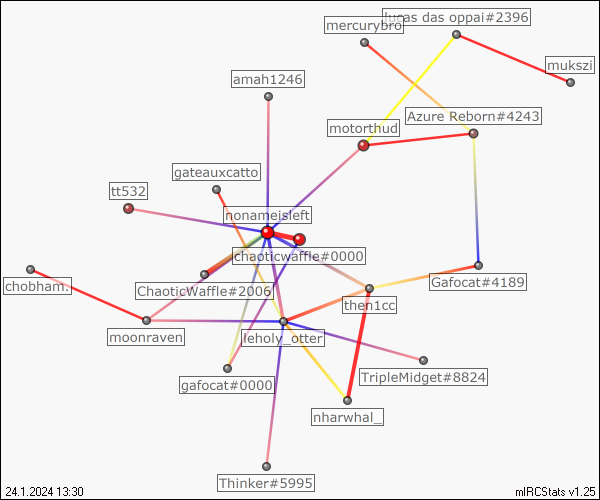 lucas das oppai#2396
mercurybro
mukszi
amah1246
Azure Reborn#4243
motorthud
gateauxcatto
tt532
nonameisleft
chaoticwaffle#0000
chobham.
ChaoticWaffle#2006
Gafocat#4189
then1cc
moonraven
leholy_otter
gafocat#0000
TripleMidget#8824
nharwhal_
Thinker#5995
24.1.2024 13:30
mIRCStats v1.25